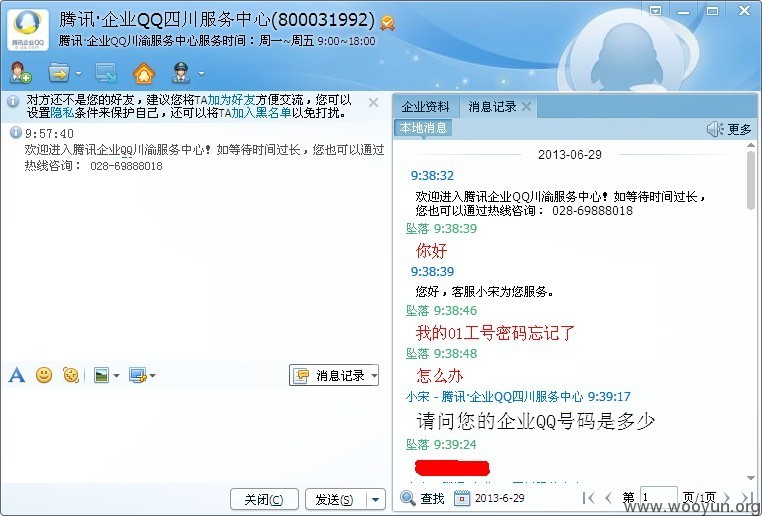 腾讯·企业QQ四川服务中心(800031992)
腾讯·企业QQ川渝服务中心服务时间：周一~周五 9:00~18:00
腾讯企业QQ
对方还不是您的好友，建议您将TA加为好友方便交流，您可以
设置隐私条件来保护自己，还可以将TA加入黑名单以免打扰。
9:57:40
欢迎进入腾讯企业QQ川渝服务中心！如等待时间过长，您也可以通过
热线咨询： 028-69888018
消息记录
关闭(C)
发送(S)
企业资料
消息记录
本地消息
更多
2013-06-29
9:38:32
欢迎进入腾讯企业QQ川渝服务中心！如等待时间过长，
您也可以通过热线咨询： 028-69888018
坠落 9:38:39
你好
9:38:39
您好，客服小宋为您服务。
坠落 9:38:46
我的01工号密码忘记了
坠落 9:38:48
怎么办
小宋 - 腾讯·企业QQ四川服务中心 9:39:17
请问您的企业QQ号码是多少
坠落 9:39:24
查找
2013-6-29
第 1 页/1页
www.wooyun.org